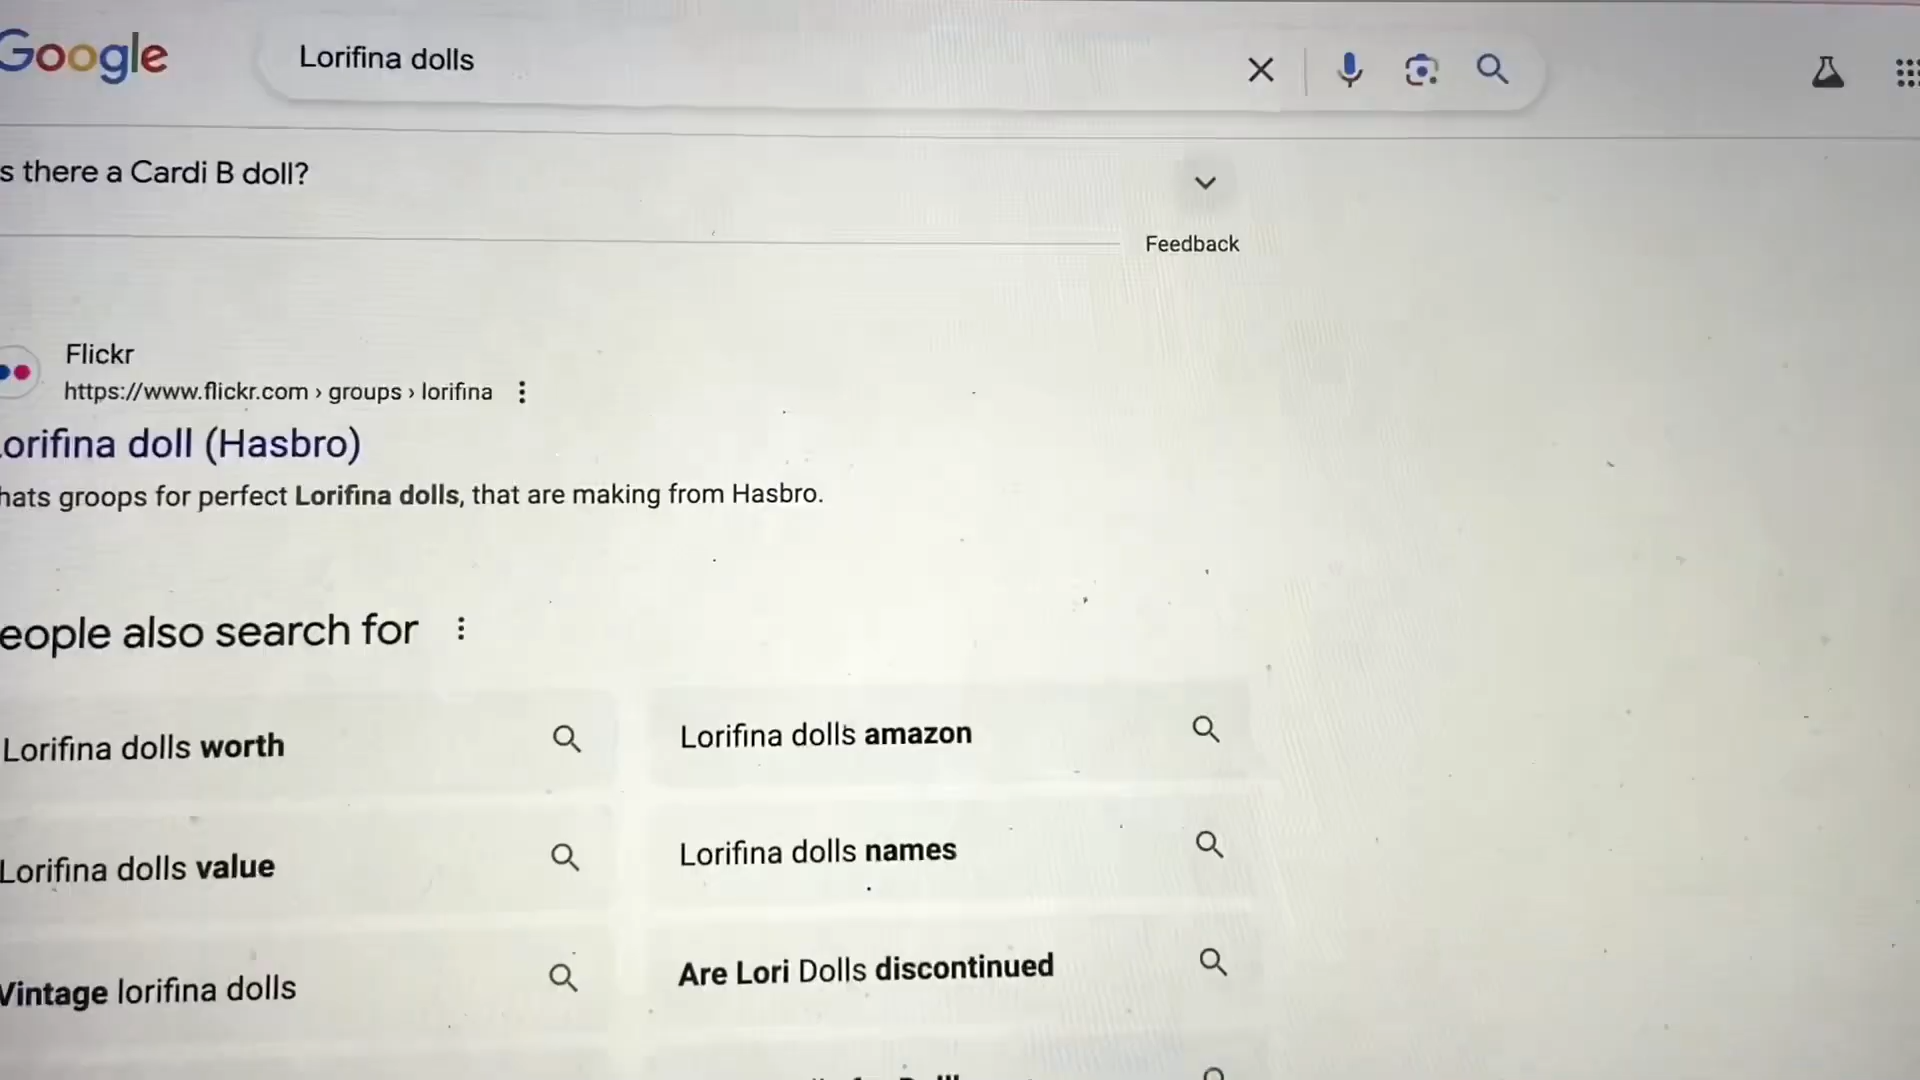 Google
Lorifina dolls
s there a Cardi B doll?
Feedback
Flickr
https://www.flickr.com › groups › lorifina
orifina doll (Hasbro)
hats groops for perfect Lorifina dolls, that are making from Hasbro.
eople also search for
Lorifina dolls worth
Lorifina dolls amazon
Lorifina dolls value
Lorifina dolls names
Vintage lorifina dolls
Are Lori Dolls discontinued